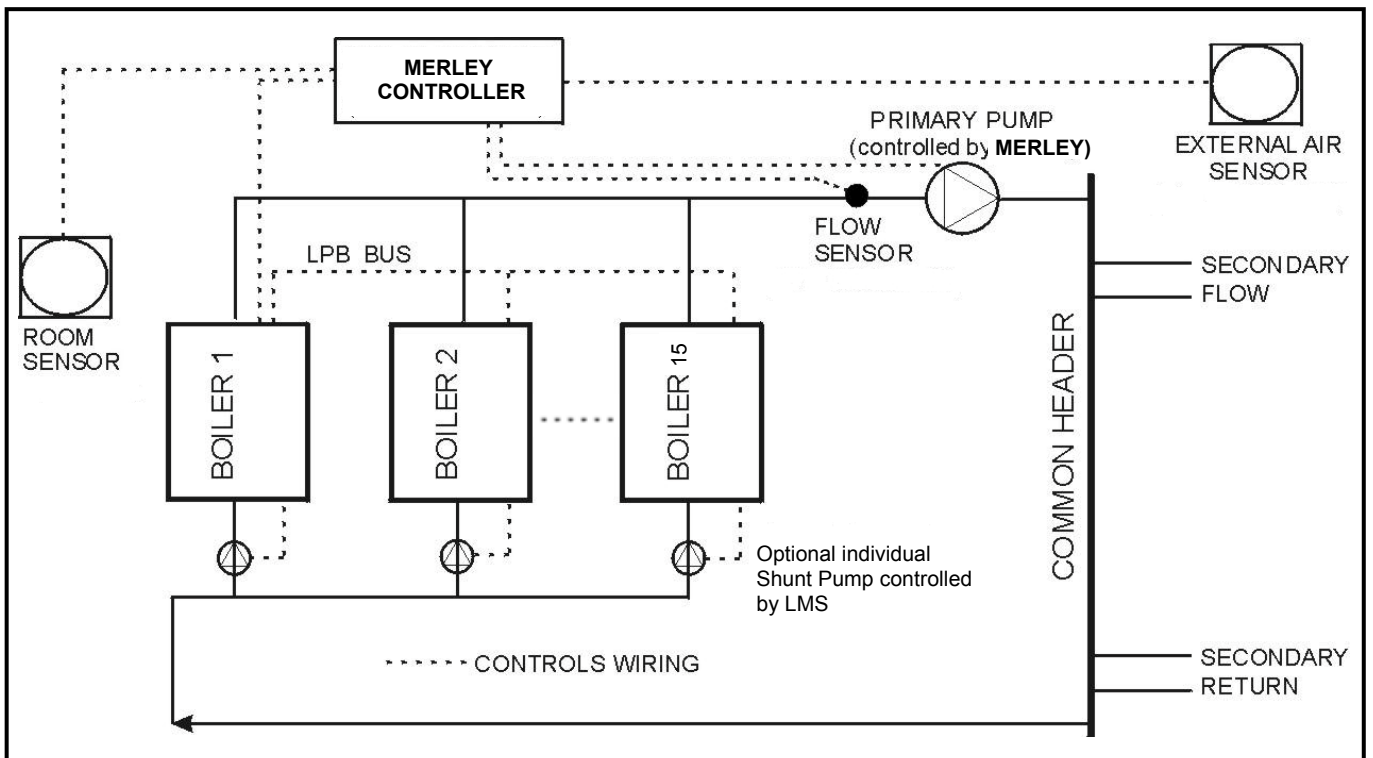 MERLEY
CONTROLLER
PRIMARY PUMP
(controlled by MERLEY)
EXTERNAL AIR
SENSOR
FLOW
SENSOR
LPB BUS
SECONDARY
FLOW
ROOM
SENSOR
BOILER 1
BOILER 2
BOILER 15
COMMON HEADER
Optional individual
Shunt Pump controlled
by LMS
CONTROLS WIRING
SECONDARY
RETURN